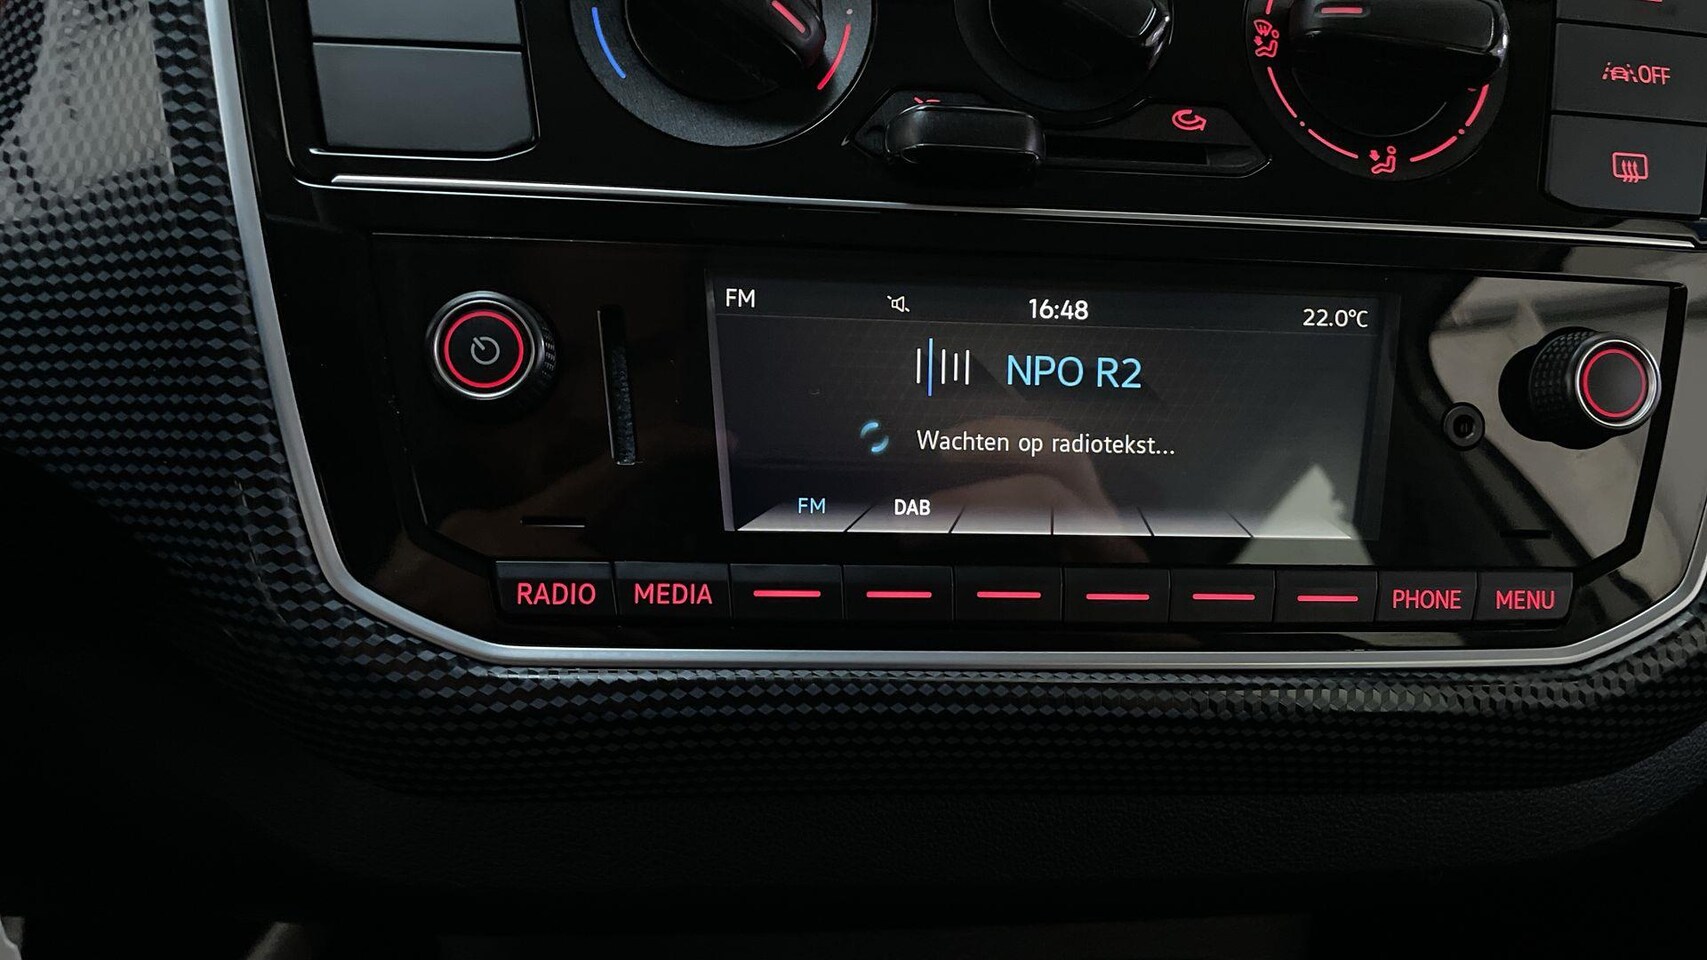 OFF
FM 16:48 22.0°C
NPO R2
Wachten op radiotekst...
FM DAB
RADIO MEDIA PHONE MENU